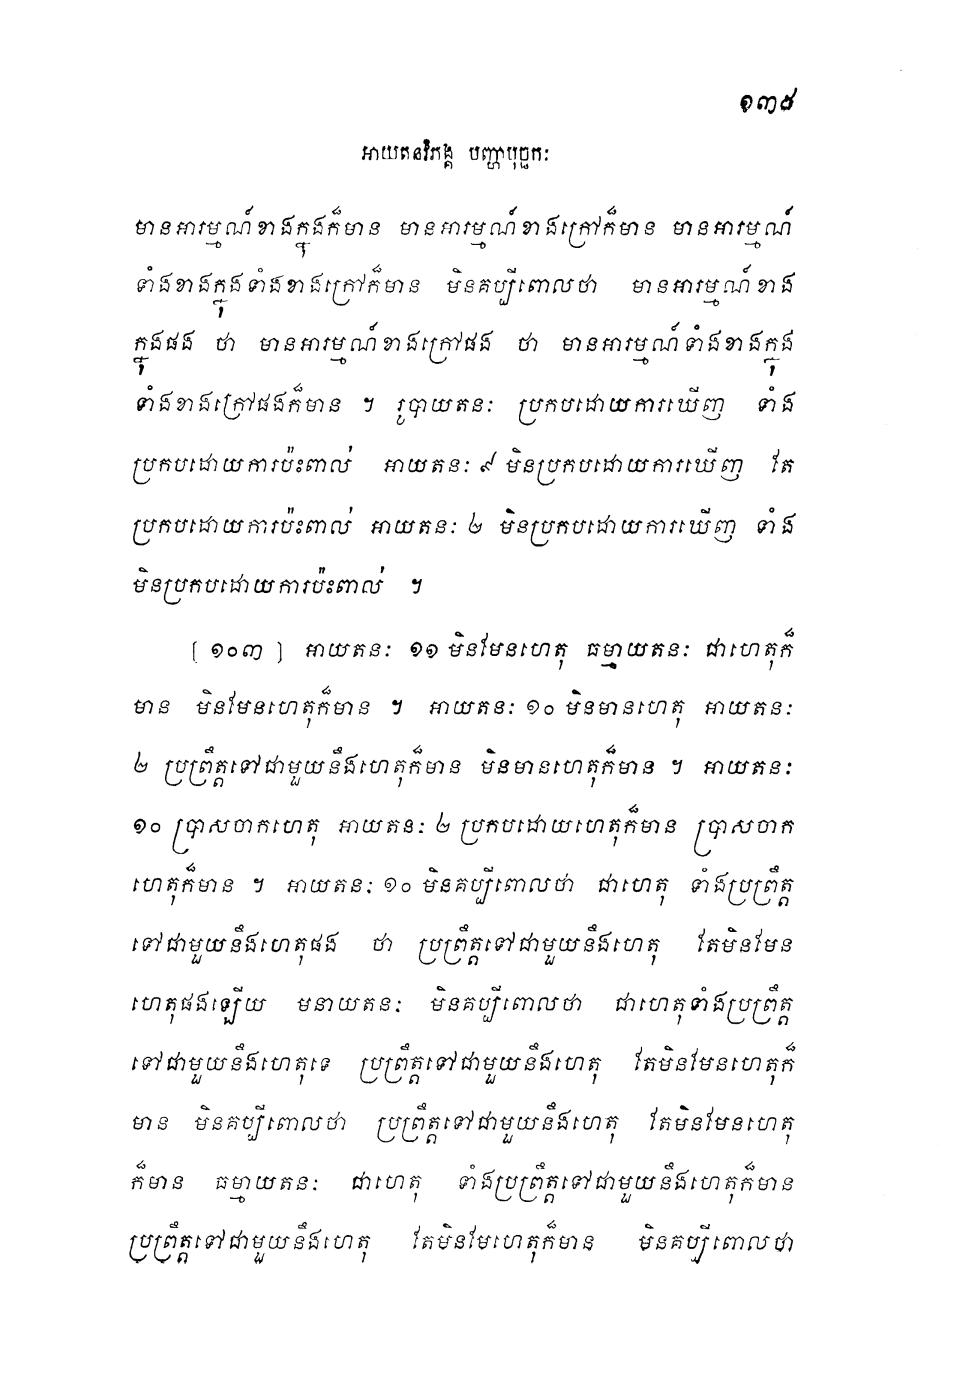 ១៣៥
អាយតនវិភង្គ បញ្ហាបុច្ឆកៈ
មានអារម្មណ៍ខាងក្នុងក៏មាន មានអារម្មណ៍ខាងក្រៅក៏មាន មានអារម្មណ៍
ទាំងខាងក្នុងទាំងខាងក្រៅក៏មាន មិនគប្បីពោលថា មានអារម្មណ៍ខាង
ក្នុងផង ថា មានអារម្មណ៍ខាងក្រៅផង ថា មានអារម្មណ៍ទាំងខាងក្នុង
ទាំងខាងក្រៅផងក៏មាន ។ រូបាយតនៈ ប្រកបដោយការឃើញ ទាំង
ប្រកបដោយការប៉ះពាល់ អាយតនៈ ៩ មិនប្រកបដោយការឃើញ តែ
ប្រកបដោយការប៉ះពាល់ អាយតនៈ ២ មិនប្រកបដោយការឃើញ ទាំង
មិនប្រកបដោយការប៉ះពាល់ ។
[១០៣] អាយតនៈ ១១ មិនមែនហេតុ ធម្មាយតនៈ ជាហេតុក៏
មាន មិនមែនហេតុក៏មាន ។ អាយតនៈ ១០ មិនមានហេតុ អាយតនៈ
២ ប្រព្រឹត្តទៅជាមួយនឹងហេតុក៏មាន មិនមានហេតុក៏មាន ។ អាយតនៈ
១០ ប្រាសចាកហេតុ អាយតនៈ ២ ប្រកបដោយហេតុក៏មាន ប្រាសចាក
ហេតុក៏មាន ។ អាយតនៈ ១០ មិនគប្បីពោលថា ជាហេតុ ទាំងប្រព្រឹត្ត
ទៅជាមួយនឹងហេតុផង ថា ប្រព្រឹត្តទៅជាមួយនឹងហេតុ តែមិនមែន
ហេតុផងឡើយ មនាយតនៈ មិនគប្បីពោលថា ជាហេតុទាំងប្រព្រឹត្ត
ទៅជាមួយនឹងហេតុទេ ប្រព្រឹត្តទៅជាមួយនឹងហេតុ តែមិនមែនហេតុក៏
មាន មិនគប្បីពោលថា ប្រព្រឹត្តទៅជាមួយនឹងហេតុ តែមិនមែនហេតុ
ក៏មាន ធម្មាយតនៈ ជាហេតុ ទាំងប្រព្រឹត្តទៅជាមួយនឹងហេតុក៏មាន
ប្រព្រឹត្តទៅជាមួយនឹងហេតុ តែមិនមែហេតុក៏មាន មិនគប្បីពោលថា